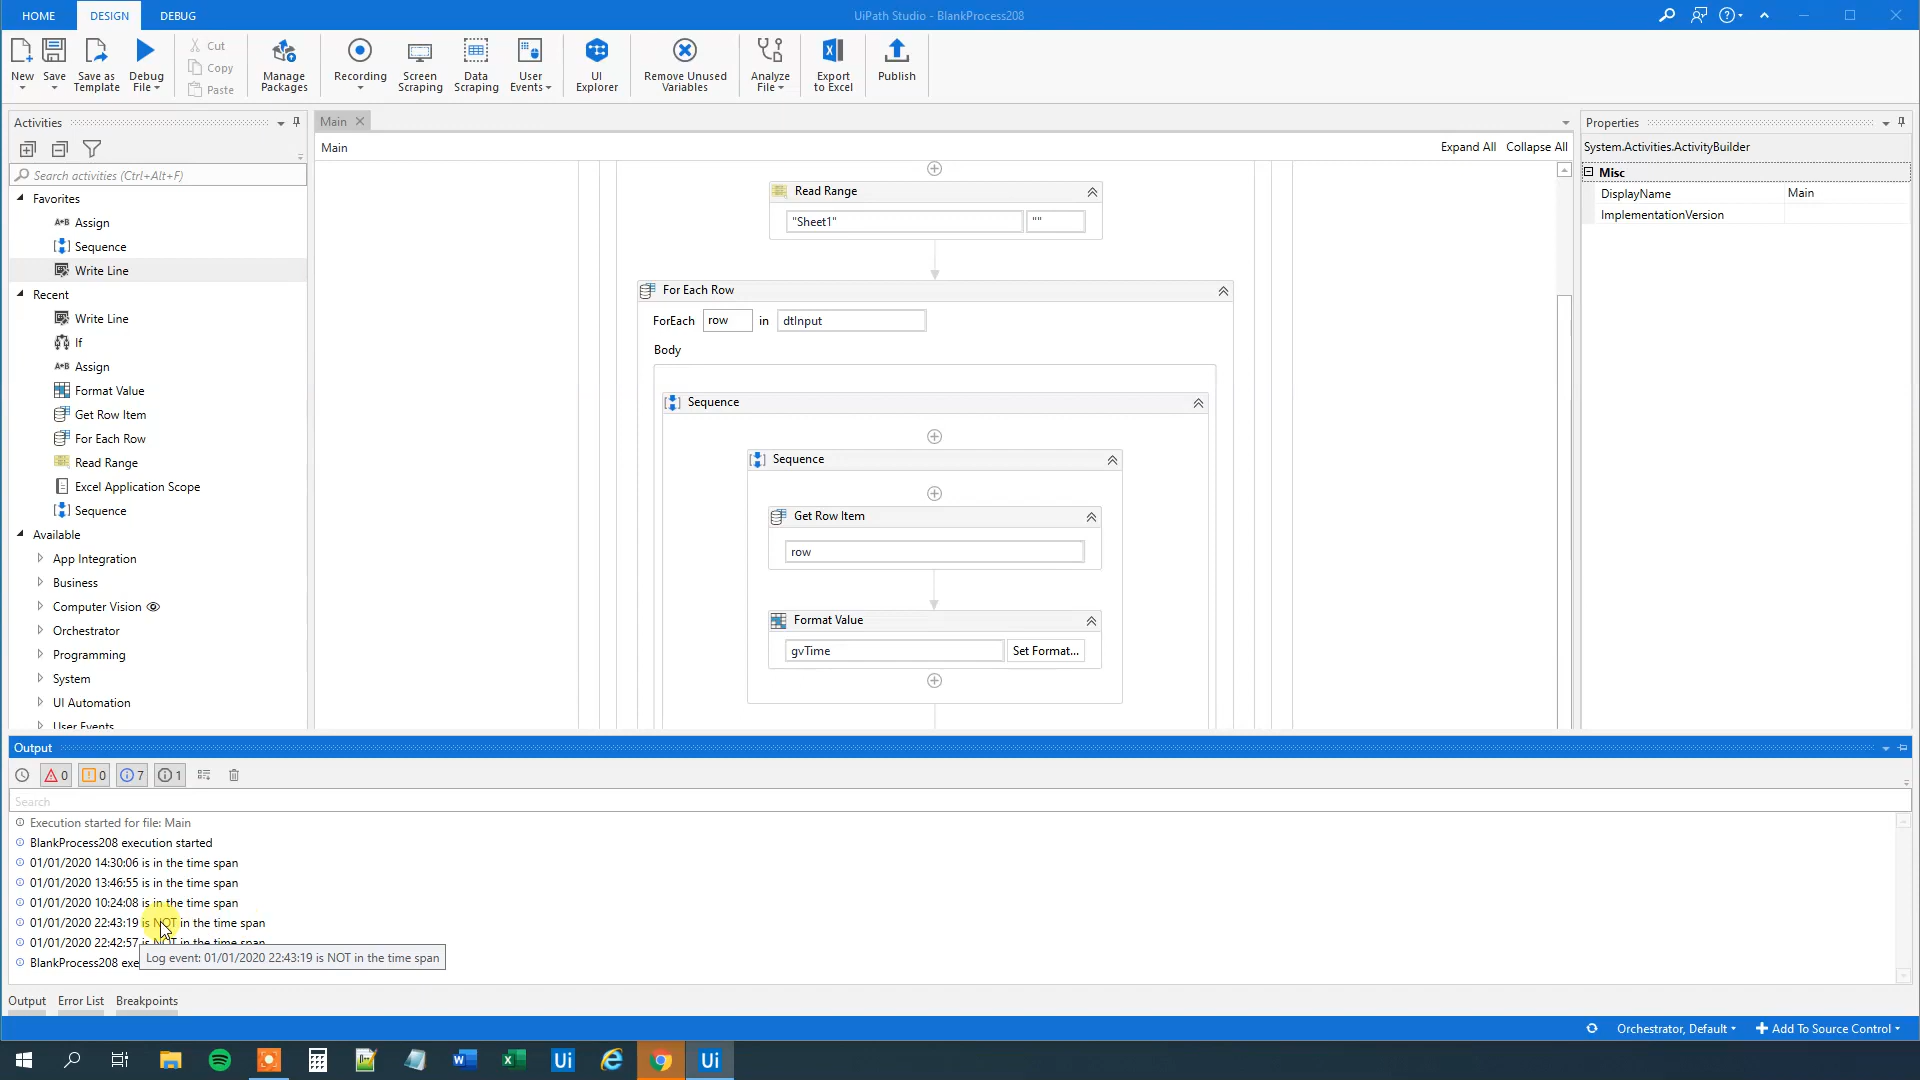 HOME DESIGN DEBUG UiPath Studio - BlankProcess208
New Save Save as Template Debug File Cut Copy Paste Manage Packages Recording Screen Scraping Data Scraping User Events UI Explorer Remove Unused Variables Analyze File Export to Excel Publish
Activities
Search activities (Ctrl+Alt+F)
Favorites
Assign
Sequence
Write Line
Recent
Write Line
If
Assign
Format Value
Get Row Item
For Each Row
Read Range
Excel Application Scope
Sequence
Available
App Integration
Business
Computer Vision
Orchestrator
Programming
System
UI Automation
User Events
Main
Main Expand All Collapse All
Read Range
"Sheet1" ""
For Each Row
ForEach row in dtInput
Body
Sequence
Sequence
Get Row Item
row
Format Value
gvTime Set Format...
Properties
System.Activities.ActivityBuilder
Misc
DisplayName Main
ImplementationVersion
Output
0 0 7 1
Search
Execution started for file: Main
BlankProcess208 execution started
01/01/2020 14:30:06 is in the time span
01/01/2020 13:46:55 is in the time span
01/01/2020 10:24:08 is in the time span
01/01/2020 22:43:19 is NOT in the time span
01/01/2020 22:42:57 is NOT in the time span
BlankProcess208 exe
Log event: 01/01/2020 22:43:19 is NOT in the time span
Output Error List Breakpoints
Orchestrator, Default Add To Source Control
Ui Ui